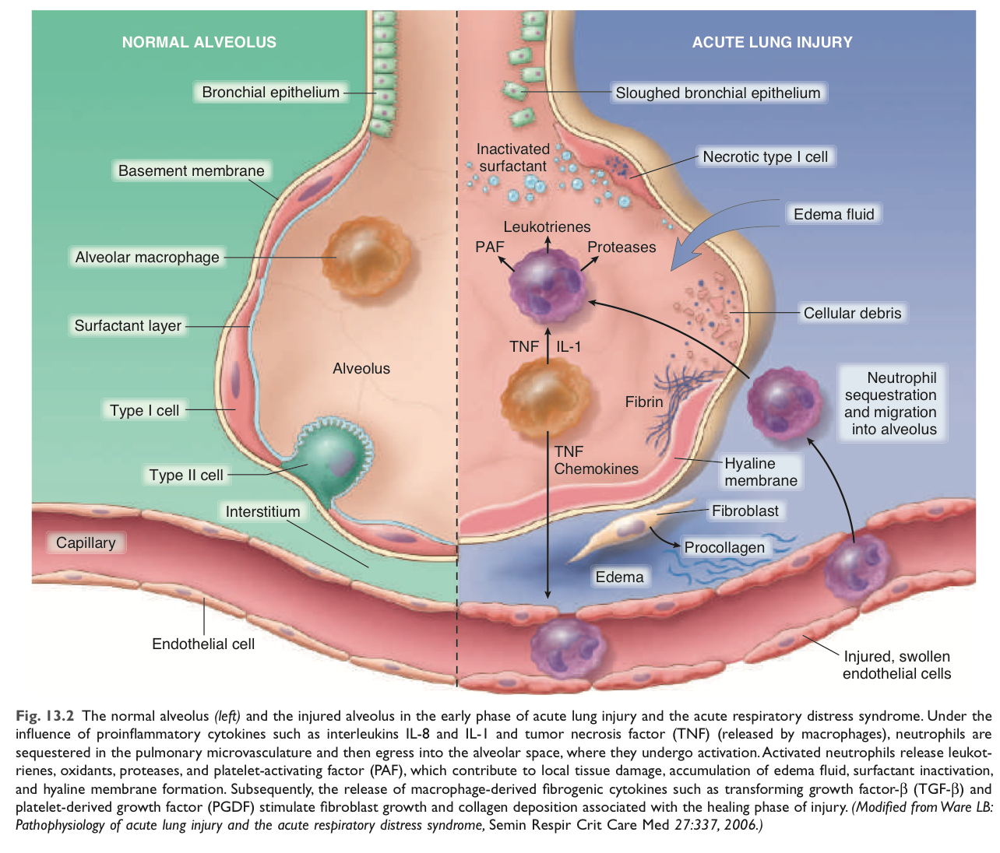 NORMAL ALVEOLUS
Bronchial epithelium
Basement membrane
Alveolar macrophage
Surfactant layer
Alveolus
Type I cell
Type II cell
Interstitium
Capillary
Endothelial cell
ACUTE LUNG INJURY
Sloughed bronchial epithelium
Inactivated
surfactant
Necrotic type I cell
Edema fluid
Leukotrienes
PAF
Proteases
Cellular debris
TNF
IL-1
Neutrophil
sequestration
and migration
into alveolus
Fibrin
TNF
Chemokines
Hyaline
membrane
Fibroblast
Procollagen
Edema
Injured, swollen
endothelial cells
Fig. 13.2 The normal alveolus (left) and the injured alveolus in the early phase of acute lung injury and the acute respiratory distress syndrome. Under the
influence of proinflammatory cytokines such as interleukins IL-8 and IL-1 and tumor necrosis factor (TNF) (released by macrophages), neutrophils are
sequestered in the pulmonary microvasculature and then egress into the alveolar space, where they undergo activation. Activated neutrophils release leukot-
rienes, oxidants, proteases, and platelet-activating factor (PAF), which contribute to local tissue damage, accumulation of edema fluid, surfactant inactivation,
and hyaline membrane formation. Subsequently, the release of macrophage-derived fibrogenic cytokines such as transforming growth factor-β (TGF-β) and
platelet-derived growth factor (PGDF) stimulate fibroblast growth and collagen deposition associated with the healing phase of injury. (Modified from Ware LB:
Pathophysiology of acute lung injury and the acute respiratory distress syndrome, Semin Respir Crit Care Med 27:337, 2006.)